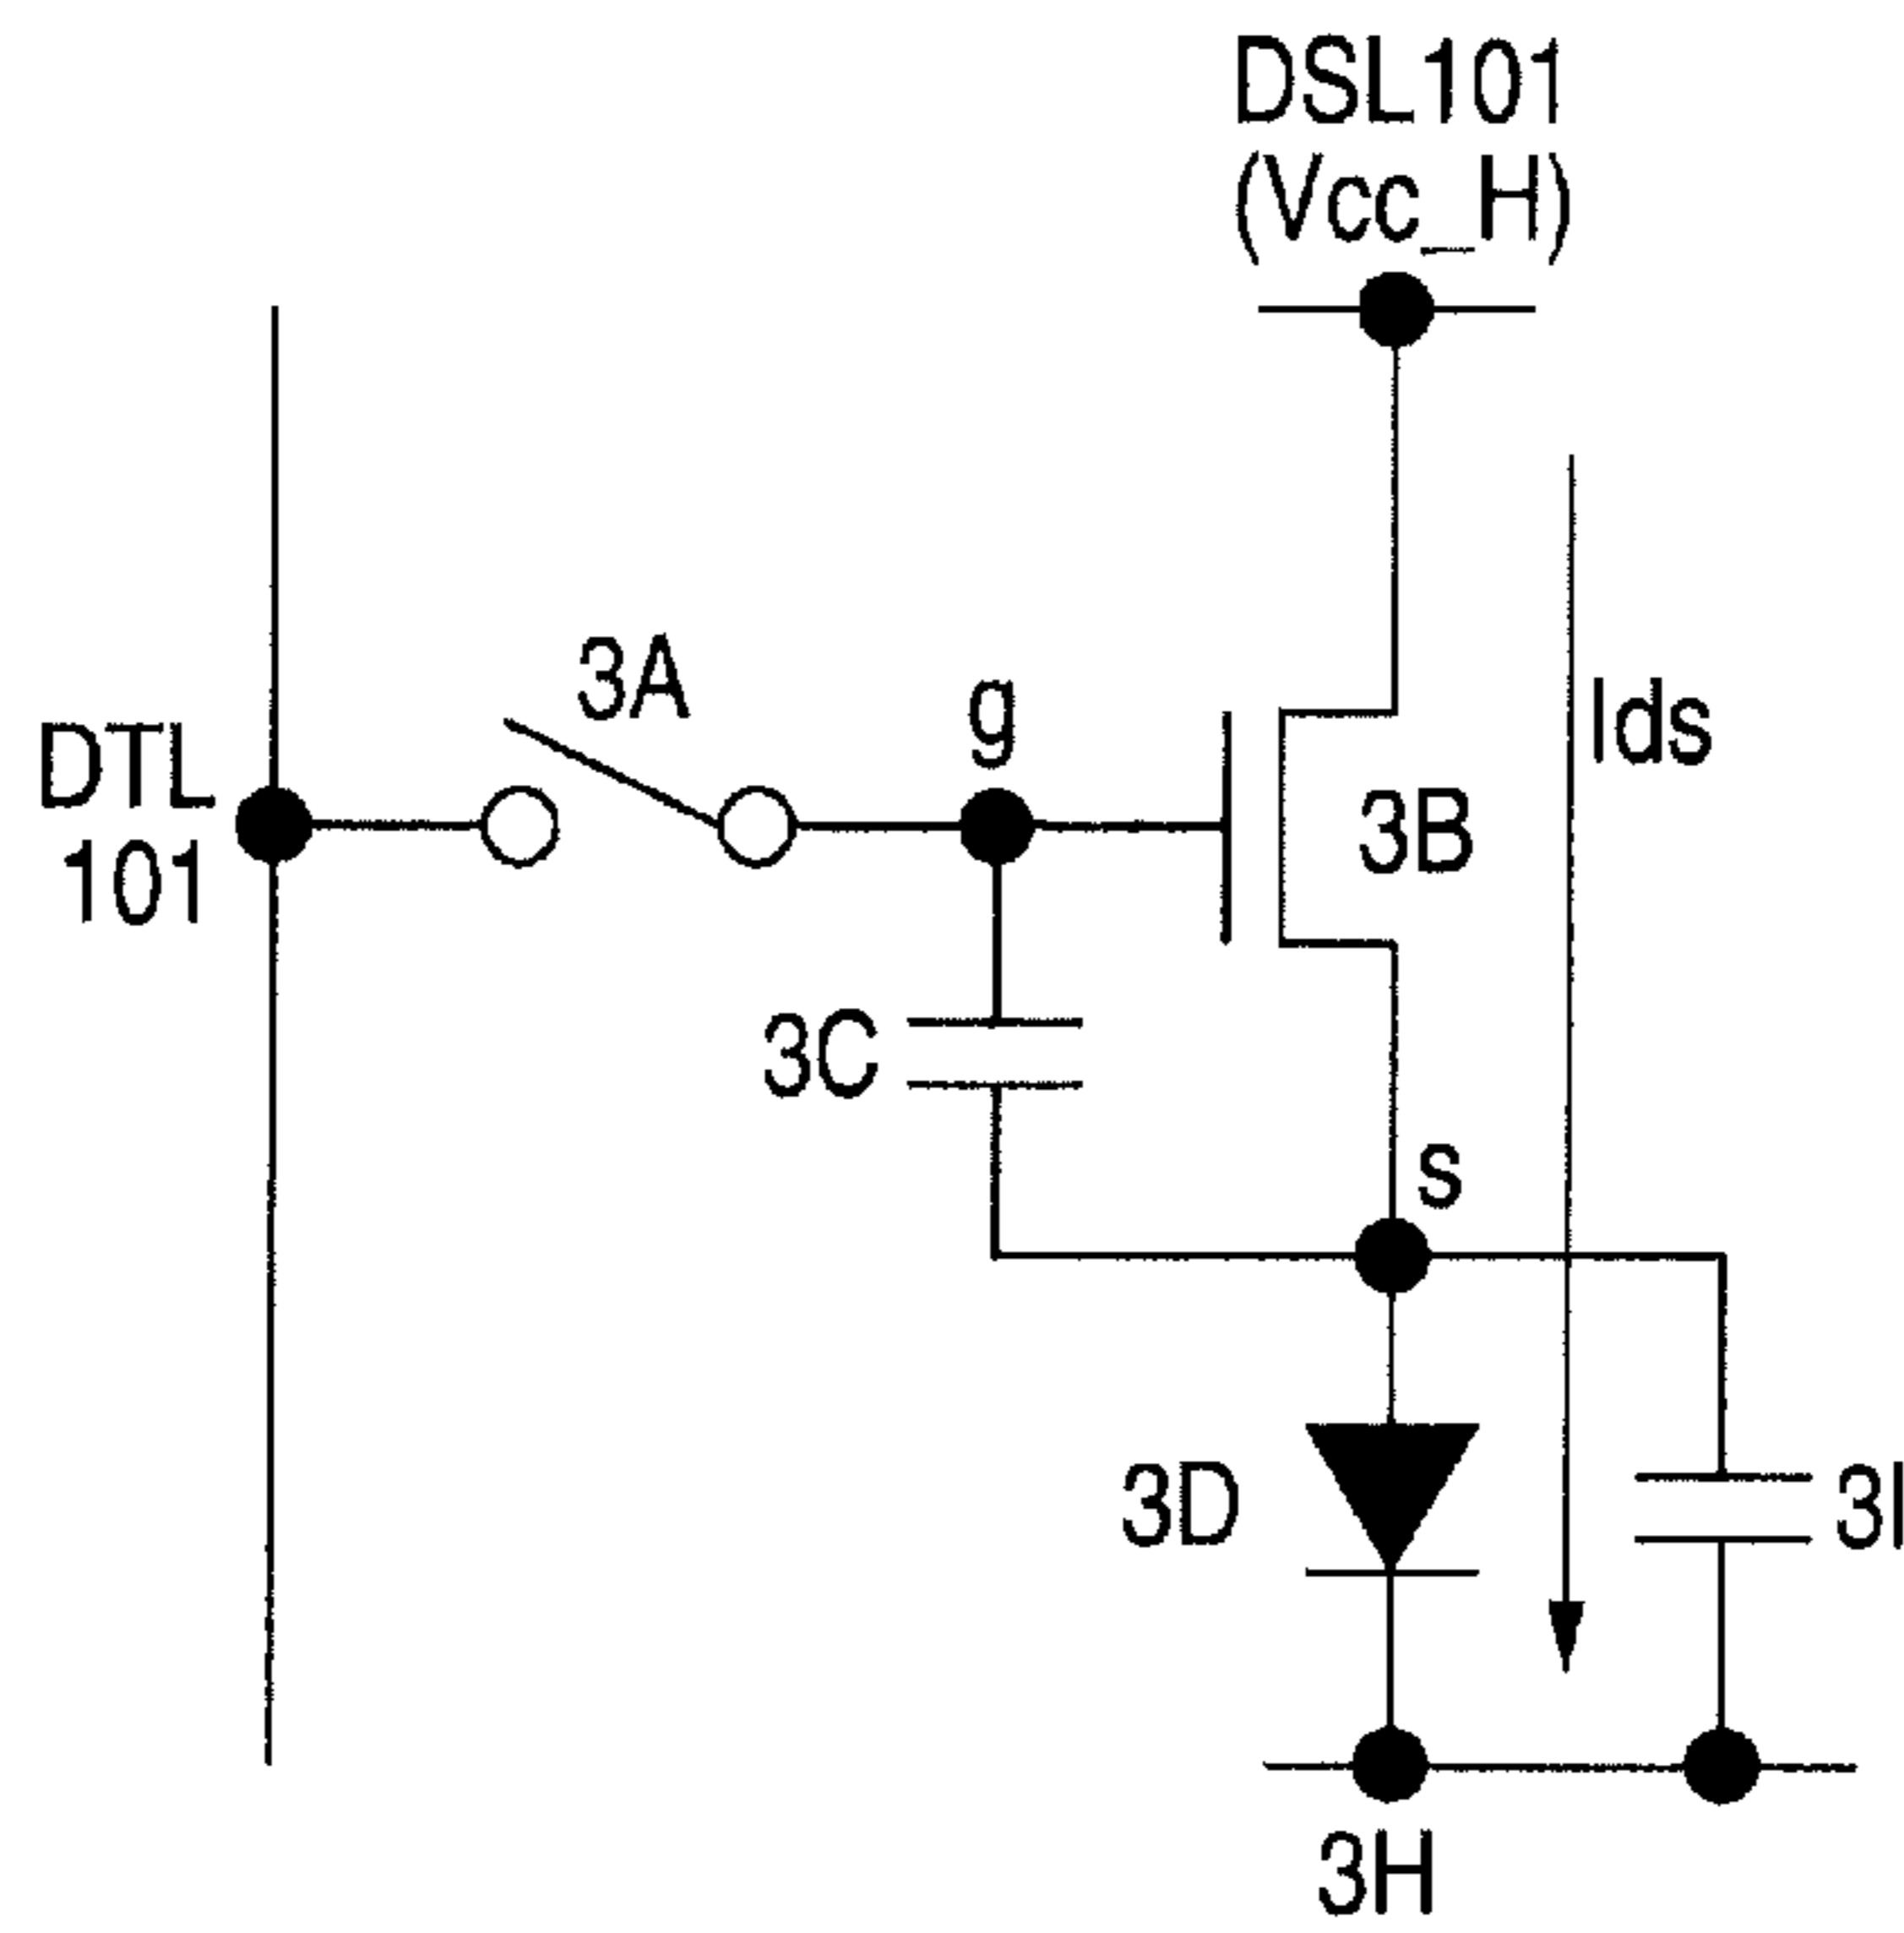 DSL101
(Vcc_H)
3A
g
Ids
DTL
101
3B
3C
s
3D
3I
3H